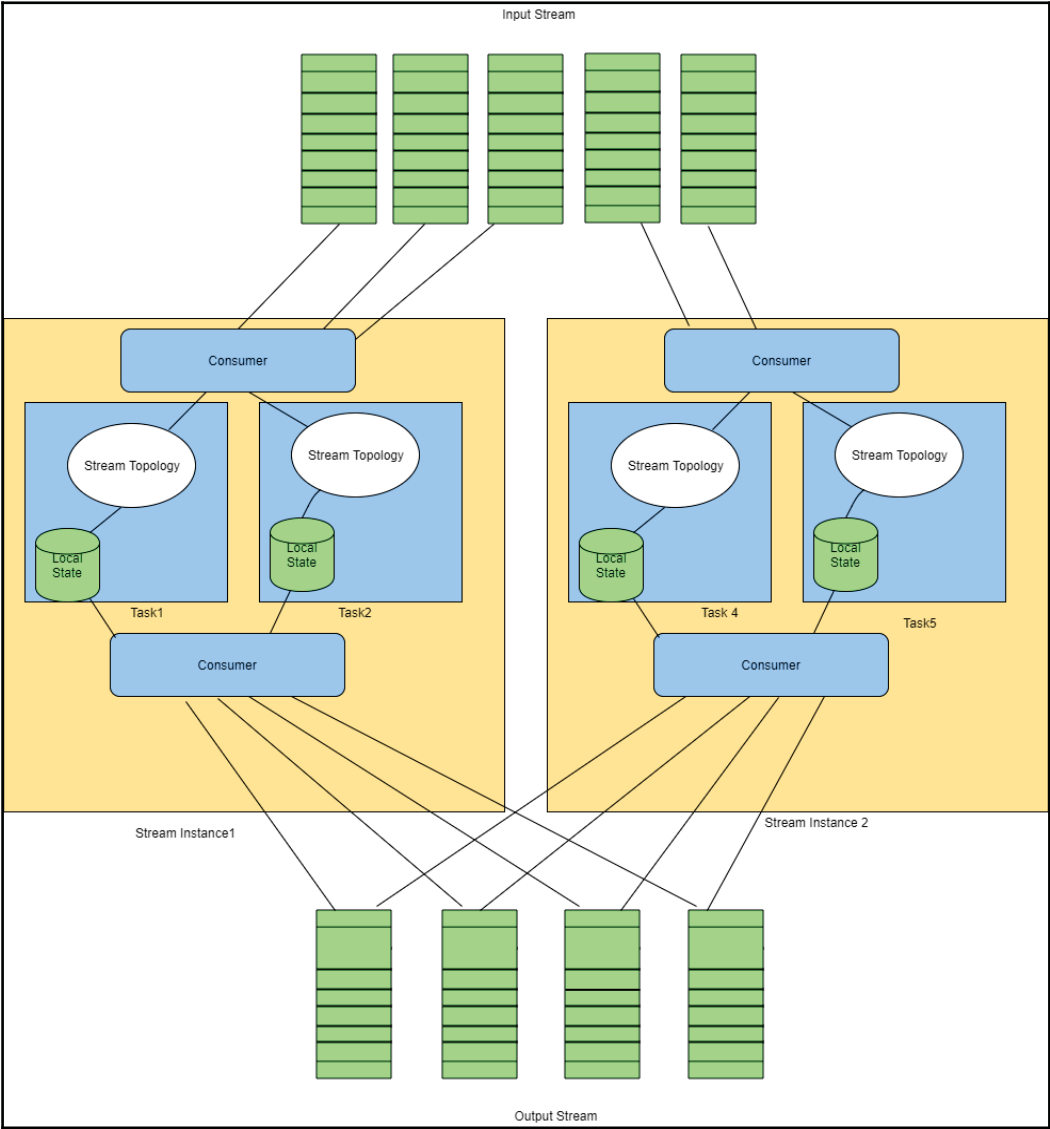 Input Stream
Consumer
Consumer
Stream Topology
Stream Topology
Stream Topology
Stream Topology
Local
State
Local
State
Local
State
Local
State
Task1
Task2
Task 4
Task5
Consumer
Consumer
Stream Instance1
Stream Instance 2
Output Stream